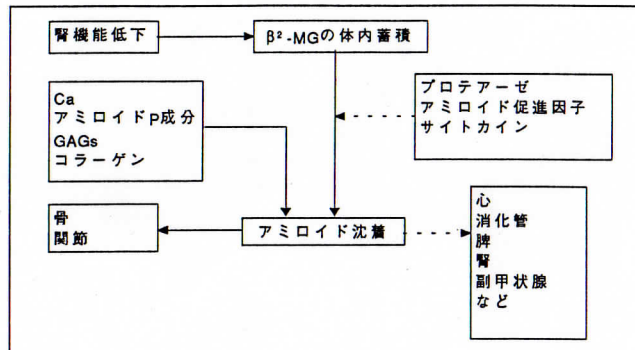 腎機能低下
β²-MGの体内蓄積
Ca
アミロイドP成分
GAGs
コラーゲン
プロテアーゼ
アミロイド促進因子
サイトカイン
骨
関節
アミロイド沈着
心
消化管
脾
腎
副甲状腺
など